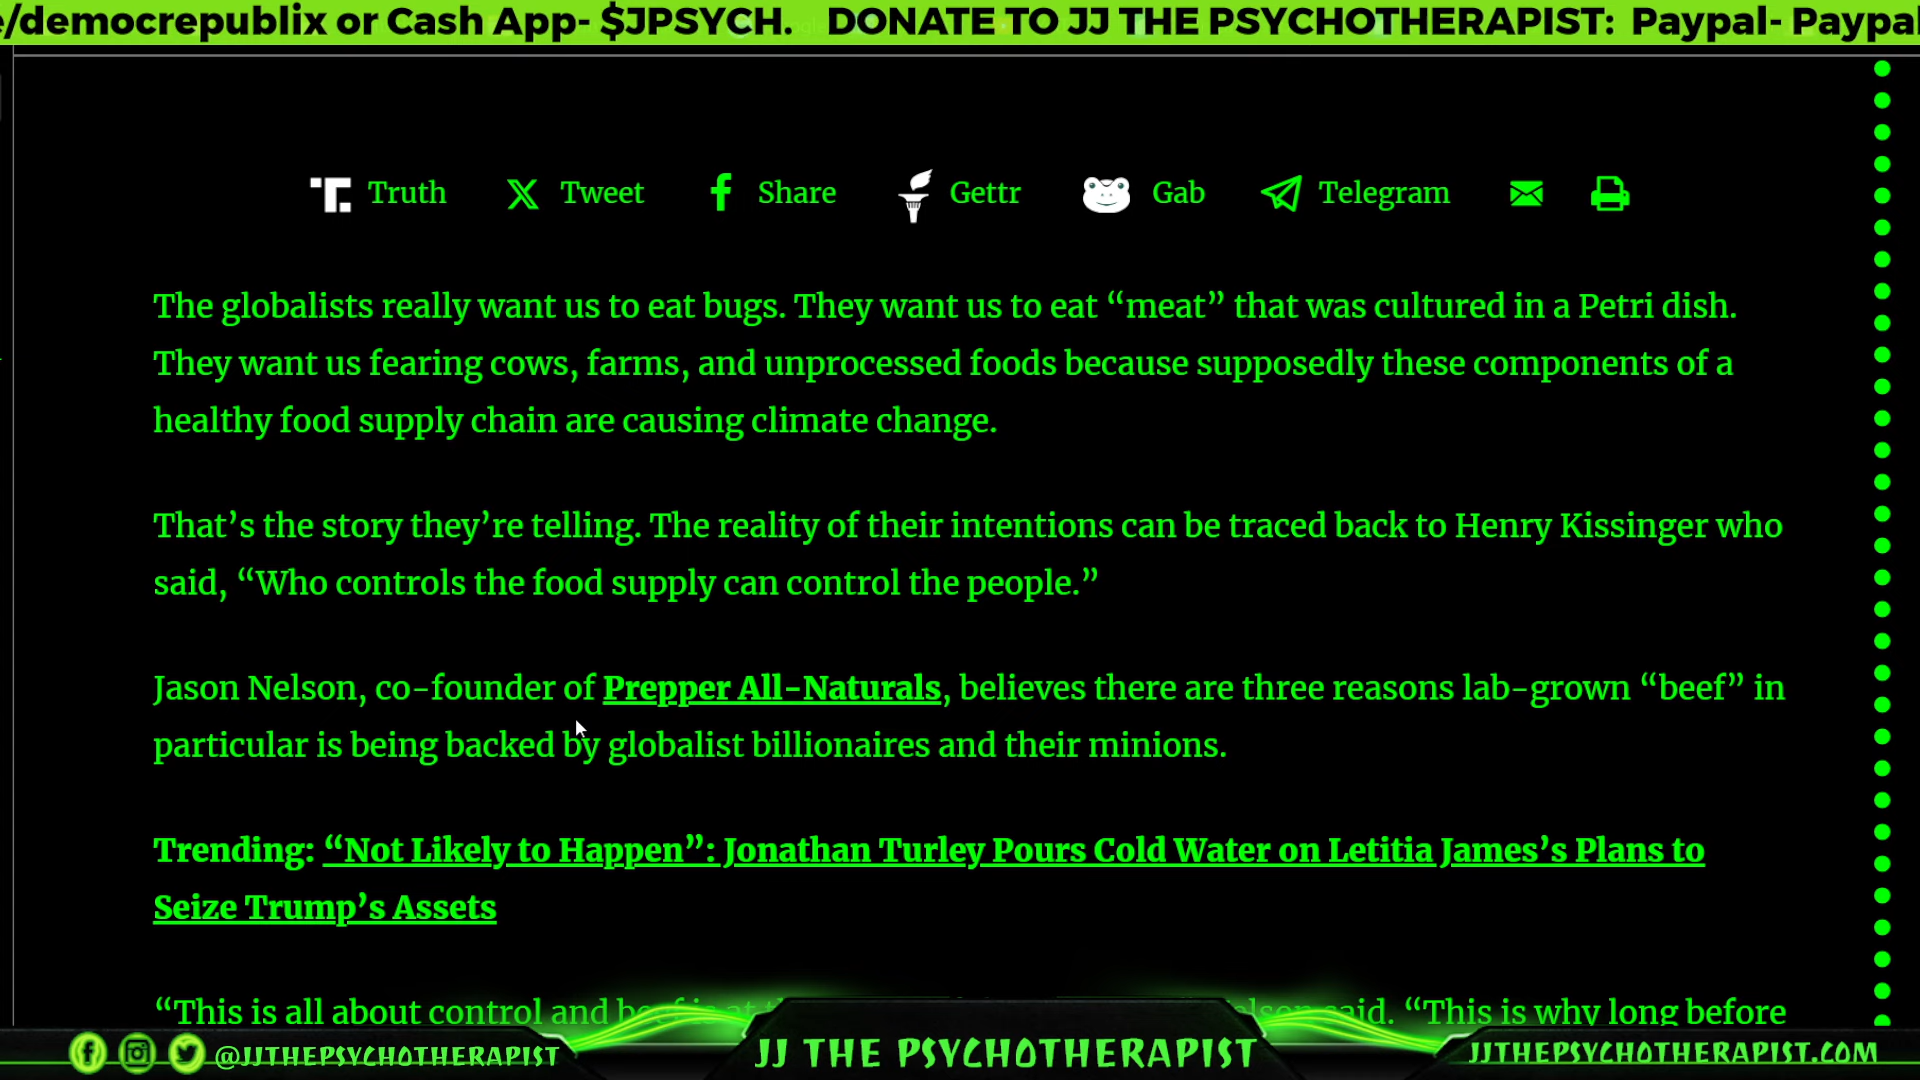 /democrepublix or Cash App- $JPSYCH. DONATE TO JJ THE PSYCHOTHERAPIST: Paypal- Paypal
Truth Tweet Share Gettr Gab Telegram
The globalists really want us to eat bugs. They want us to eat “meat” that was cultured in a Petri dish.
They want us fearing cows, farms, and unprocessed foods because supposedly these components of a
healthy food supply chain are causing climate change.
That’s the story they’re telling. The reality of their intentions can be traced back to Henry Kissinger who
said, “Who controls the food supply can control the people.”
Jason Nelson, co-founder of Prepper All-Naturals, believes there are three reasons lab-grown “beef” in
particular is being backed by globalist billionaires and their minions.
Trending: “Not Likely to Happen”: Jonathan Turley Pours Cold Water on Letitia James’s Plans to
Seize Trump’s Assets
“This is all about control and beef is at said. “This is why long before
@JJTHEPSYCHOTHERAPIST JJ THE PSYCHOTHERAPIST JJTHEPSYCHOTHERAPIST.COM